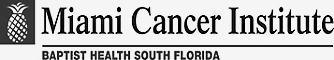 Miami Cancer Institute
BAPTIST HEALTH SOUTH FLORIDA